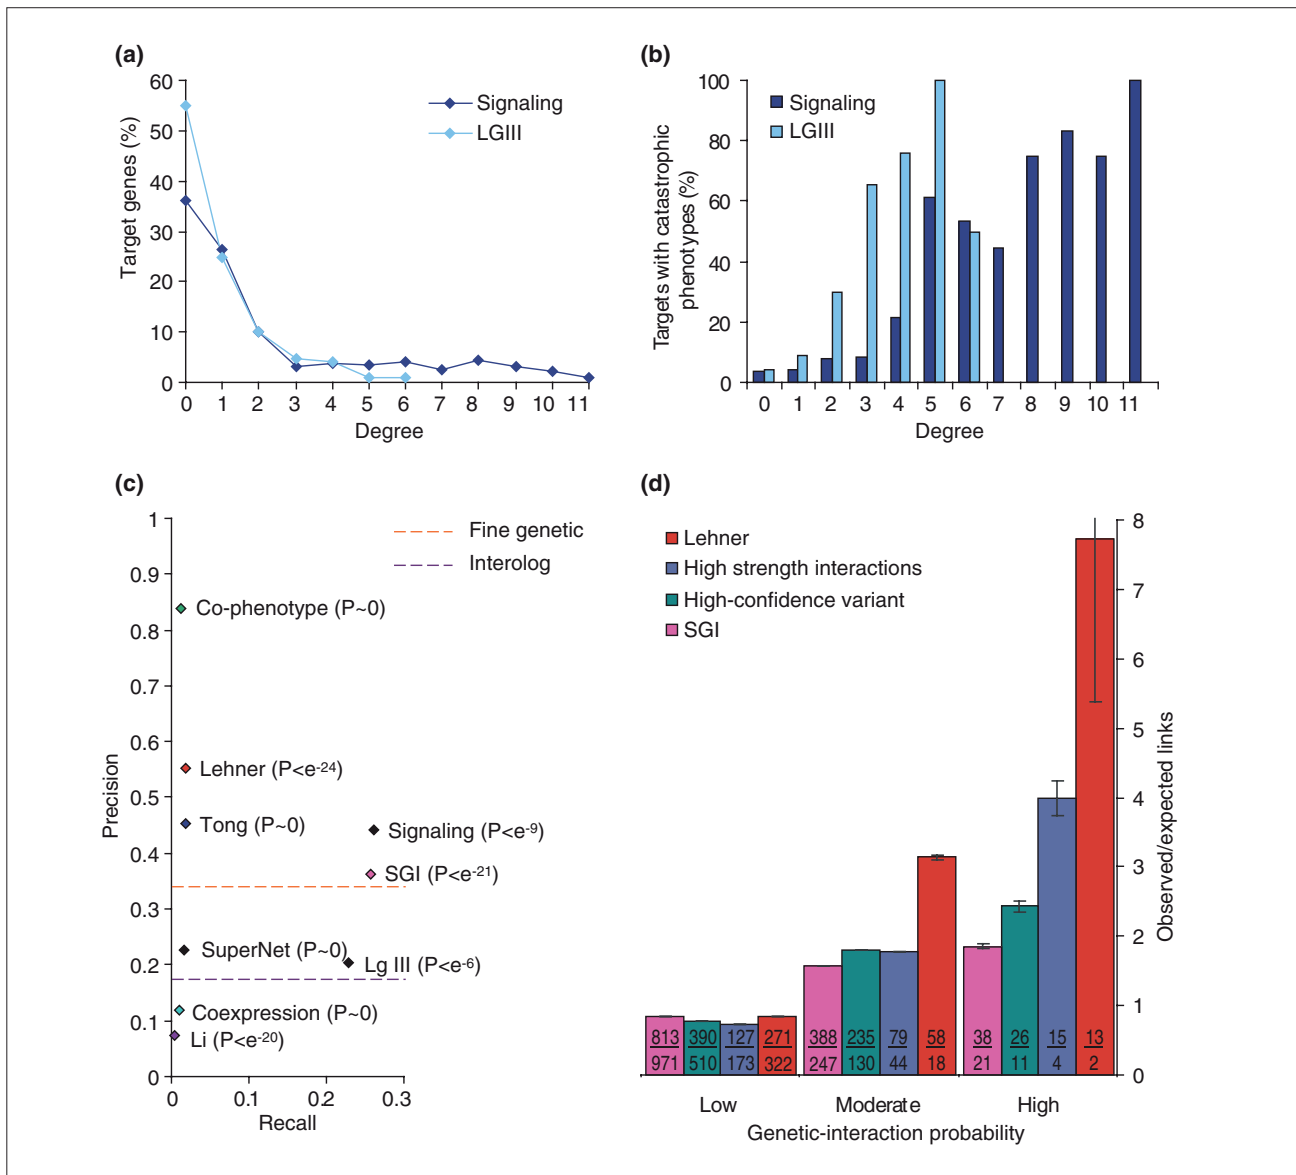 (a)
60
50
40
30
20
10
0
Target genes (%)
Signaling
LGIII
0 1 2 3 4 5 6 7 8 9 10 11
Degree
(b)
100
80
60
40
20
0
Targets with catastrophic
phenotypes (%)
Signaling
LGIII
0 1 2 3 4 5 6 7 8 9 10 11
Degree
(c)
1
0.9
0.8
0.7
0.6
0.5
0.4
0.3
0.2
0.1
0
Precision
Fine genetic
Interolog
Co-phenotype (P~0)
Lehner (P<e-24)
Tong (P~0)
Signaling (P<e-9)
SGI (P<e-21)
SuperNet (P~0)
Lg III (P<e-6)
Coexpression (P~0)
Li (P<e-20)
0 0.1 0.2 0.3
Recall
(d)
Lehner
High strength interactions
High-confidence variant
SGI
8
7
6
5
4
3
2
1
0
Observed/expected links
813 390 127 271 388 235 79 58 38 26 15 13
971 510 173 322 247 130 44 18 21 11 4 2
Low Moderate High
Genetic-interaction probability